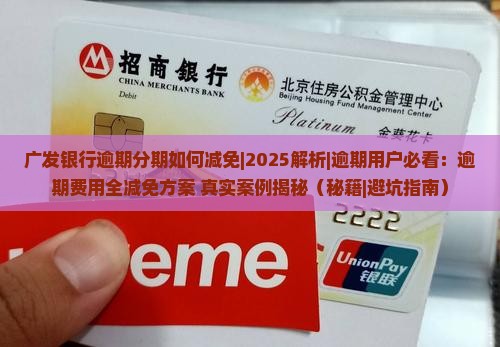 招商银行
CHINA MERCHANTS BANK
Debit
北京住房公积金管理中心
Beijing Housing Fund Management Center
Platinum
金葵花卡
广发银行逾期分期如何减免|2025解析|逾期用户必看：逾
期费用全减免方案 真实案例揭秘（秘籍|避坑指南）
2222
UnionPay
银联
reme